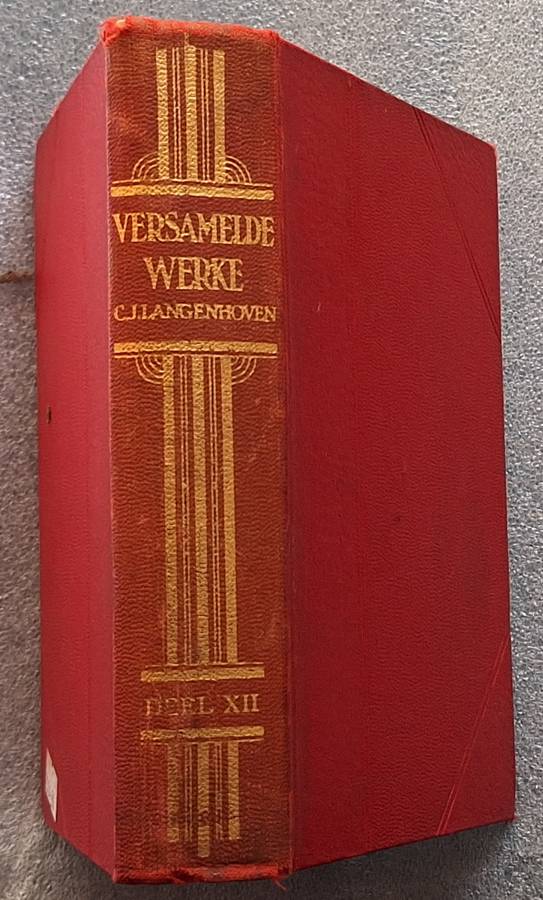 VERSAMELDE
WERKE
C.J. LANGENHOVEN
DEEL XII